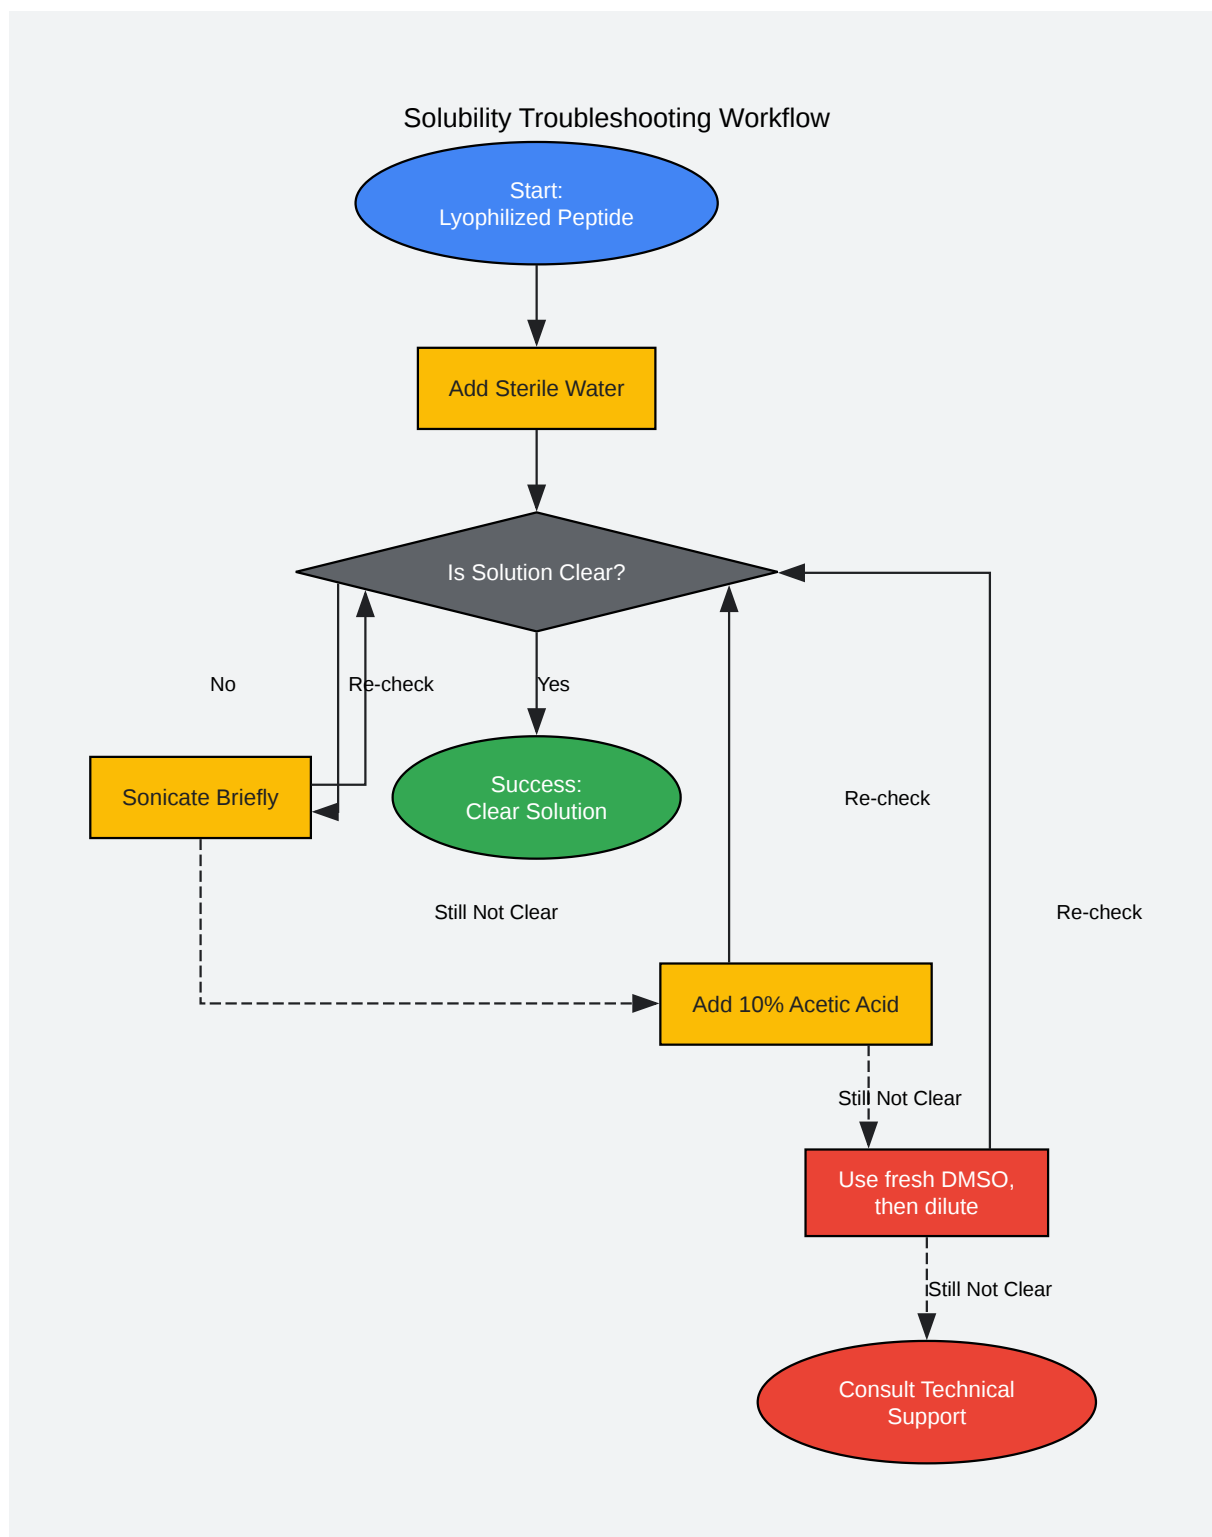 Solubility Troubleshooting Workflow
Start:
Lyophilized Peptide
Add Sterile Water
Is Solution Clear?
No
Re-check
Yes
Sonicate Briefly
Success:
Clear Solution
Re-check
Still Not Clear
Re-check
Add 10% Acetic Acid
Still Not Clear
Use fresh DMSO,
then dilute
Still Not Clear
Consult Technical
Support